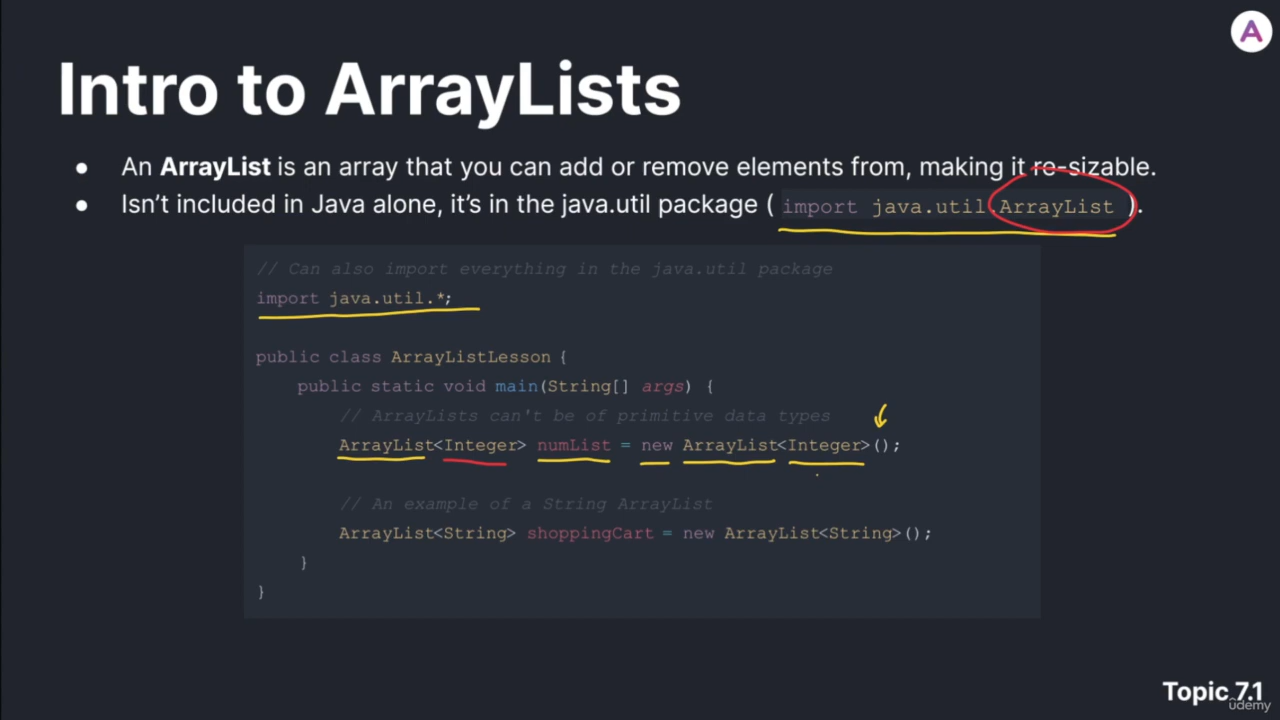 A
Intro to ArrayLists
● An ArrayList is an array that you can add or remove elements from, making it re-sizable.
● Isn’t included in Java alone, it’s in the java.util package ( import java.util.ArrayList ).
// Can also import everything in the java.util package
import java.util.*;
public class ArrayListLesson {
public static void main(String[] args) {
// ArrayLists can't be of primitive data types
ArrayList<Integer> numList = new ArrayList<Integer>();
// An example of a String ArrayList
ArrayList<String> shoppingCart = new ArrayList<String>();
}
}
Topic 7.1
udemy